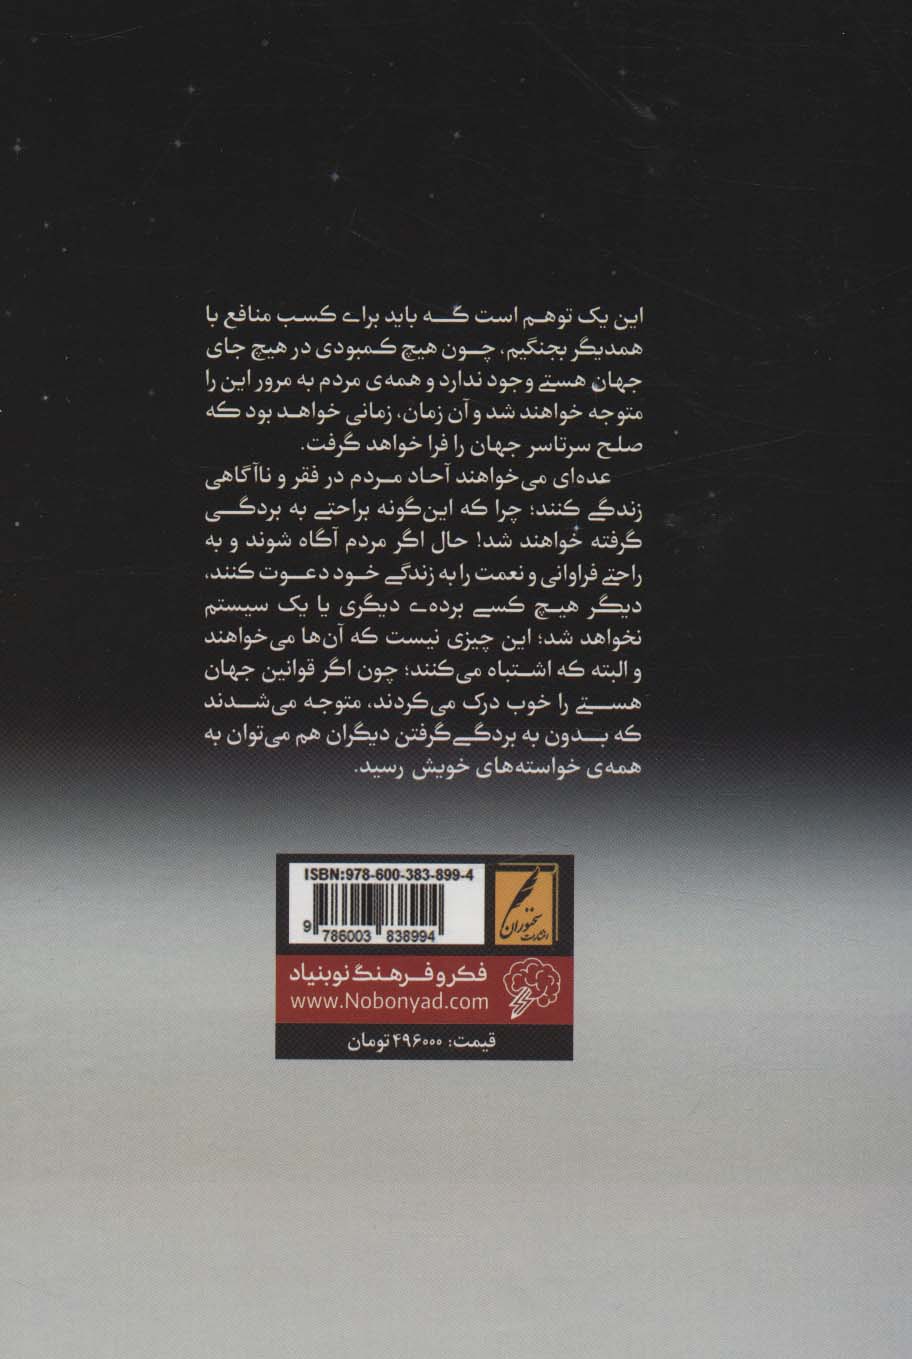 این یک توهم است گه باید برای کسب منافع با
همدیگر بجنگیم، چون هیچ کمبودی در هیچ جای
جهان هستی وجود ندارد و همه‌ی مردم به مرور این را
متوجه خواهند شد و آن زمان، زمانی خواهد بود که
صلح سرتاسر جهان را فرا خواهد گرفت.
عده‌ای می‌خواهند آحاد مردم در فقر و ناآگاهی
زندگی کنند؛ چرا که این‌گونه براحتی به بردگی
گرفته خواهند شد! حال اگر مردم آگاه شوند و به
راحتی فراوانی و نعمت را به زندگی خود دعوت کنند،
دیگر هیچ کسی برده‌ی دیگری یا یک سیستم
نخواهد شد؛ این چیزی نیست که آن‌ها می‌خواهند
و البته که اشتباه می‌کنند؛ چون اگر قوانین جهان
هستی را خوب درک می‌کردند، متوجه می‌شدند
که بدون به بردگی‌گرفتن دیگران هم می‌توان به
همه‌ی خواسته‌های خویش رسید.
ISBN:978-600-383-899-4
9 786003 838994
انتشارات سخنوران
فکر و فرهنگ نوبنیاد
www.Nobonyad.com
قیمت: ۴۹۶۰۰۰ تومان